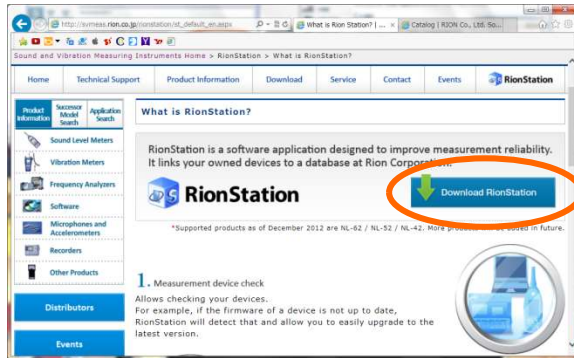 http://svmeas.rion.co.jp/rionstation/st_default_en.aspx
What is Rion Station?
Catalog | RION Co., Ltd. So...
Sound and Vibration Measuring Instruments Home > RionStation > What is RionStation?
Home Technical Support Product Information Download Service Contact Events RionStation
Product Information Successor Model Search Application Search
What is RionStation?
Sound Level Meters
Vibration Meters
Frequency Analyzers
Software
Microphones and Accelerometers
Recorders
Other Products
Distributors
Events
RionStation is a software application designed to improve measurement reliability.
It links your owned devices to a database at Rion Corporation.
RionStation
Download RionStation
*Supported products as of December 2012 are NL-62 / NL-52 / NL-42. More products will be added in future.
1. Measurement device check
Allows checking your devices.
For example, if the firmware of a device is not up to date,
RionStation will detect that and allow you to easily upgrade to the
latest version.